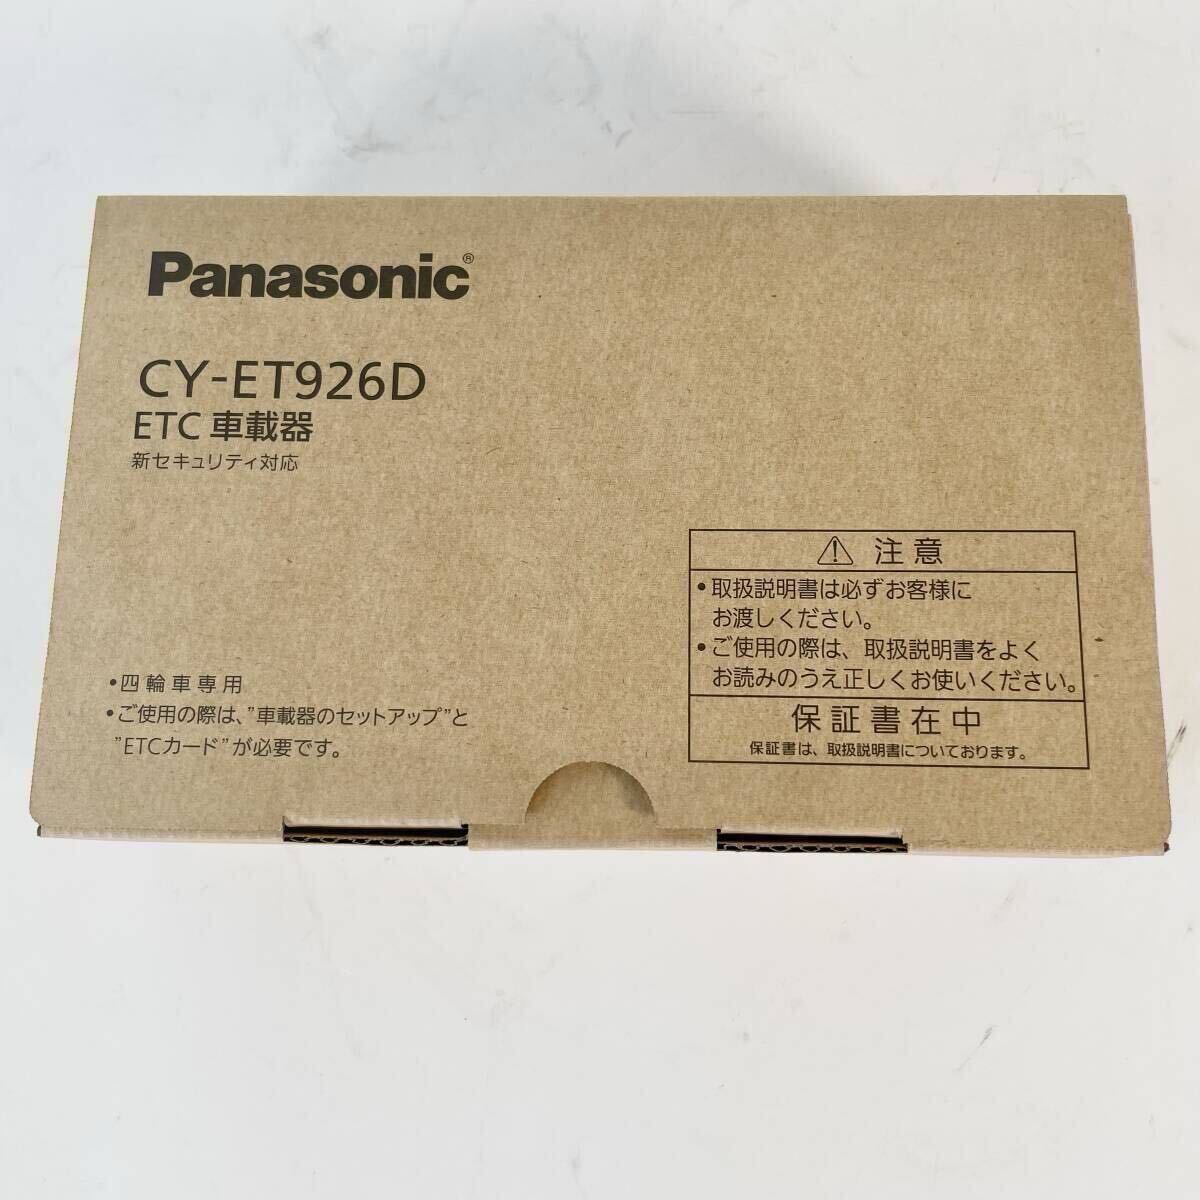 Panasonic®
CY-ET926D
ETC 車載器
新セキュリティ対応
•四輪車専用
•ご使用の際は、”車載器のセットアップ”と
”ETCカード”が必要です。
⚠ 注意
•取扱説明書は必ずお客様に
お渡しください。
•ご使用の際は、取扱説明書をよく
お読みのうえ正しくお使いください。
保証書在中
保証書は、取扱説明書についております。